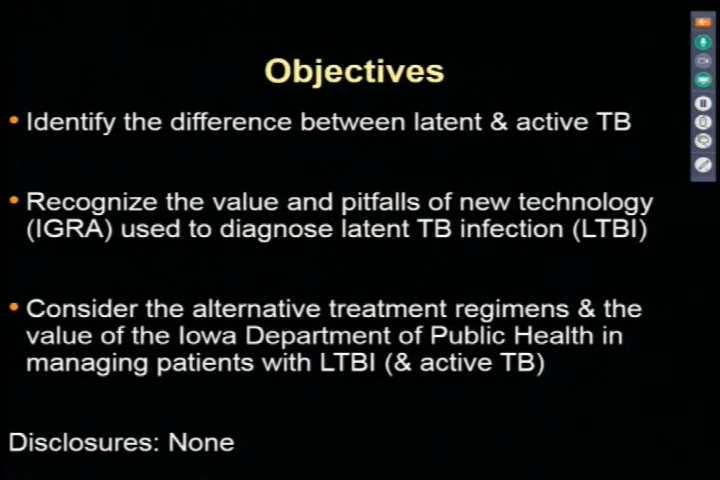 Objectives
• Identify the difference between latent & active TB
• Recognize the value and pitfalls of new technology
(IGRA) used to diagnose latent TB infection (LTBI)
• Consider the alternative treatment regimens & the
value of the Iowa Department of Public Health in
managing patients with LTBI (& active TB)
Disclosures: None